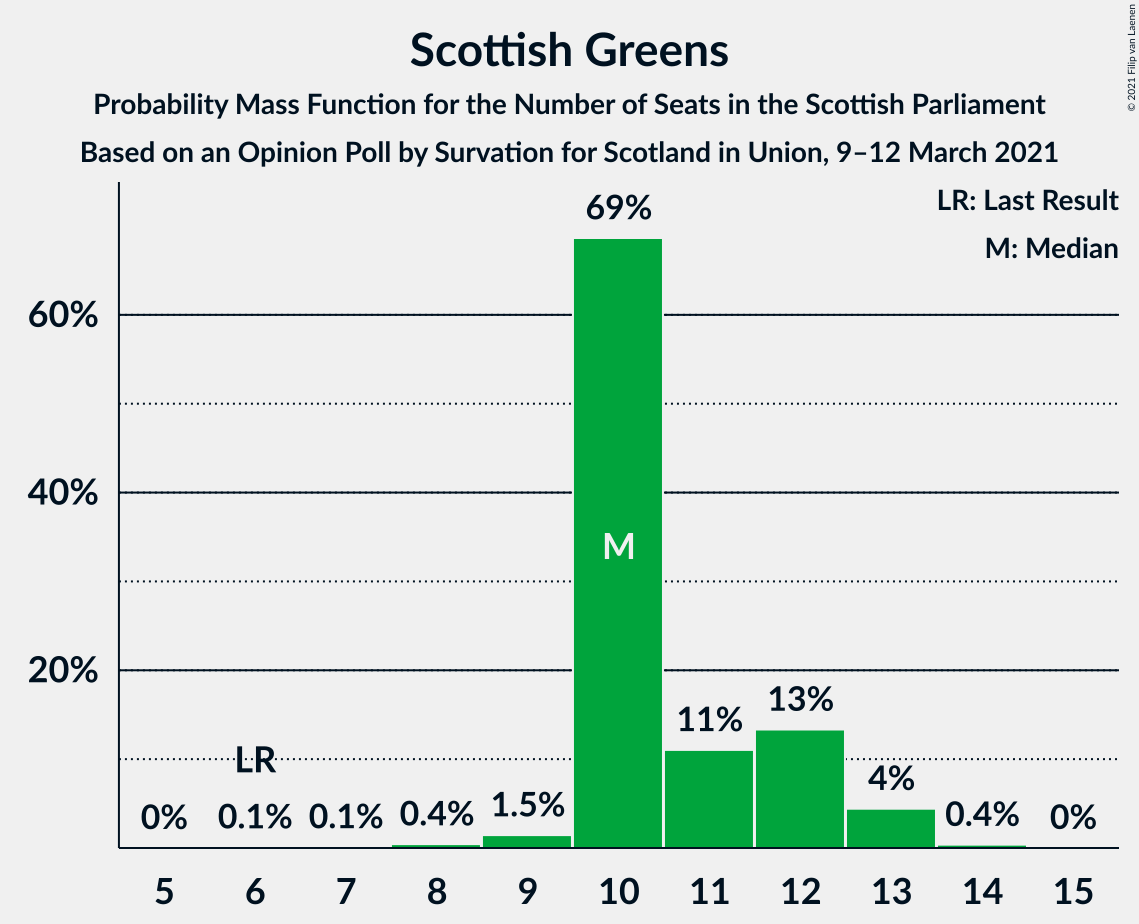 Scottish Greens
Probability Mass Function for the Number of Seats in the Scottish Parliament
Based on an Opinion Poll by Survation for Scotland in Union, 9–12 March 2021
© 2021 Filip van Laenen
LR: Last Result
M: Median
60%
40%
20%
0%
0.1%
LR
0.1%
0.4%
1.5%
69%
M
11%
13%
4%
0.4%
0%
5 6 7 8 9 10 11 12 13 14 15